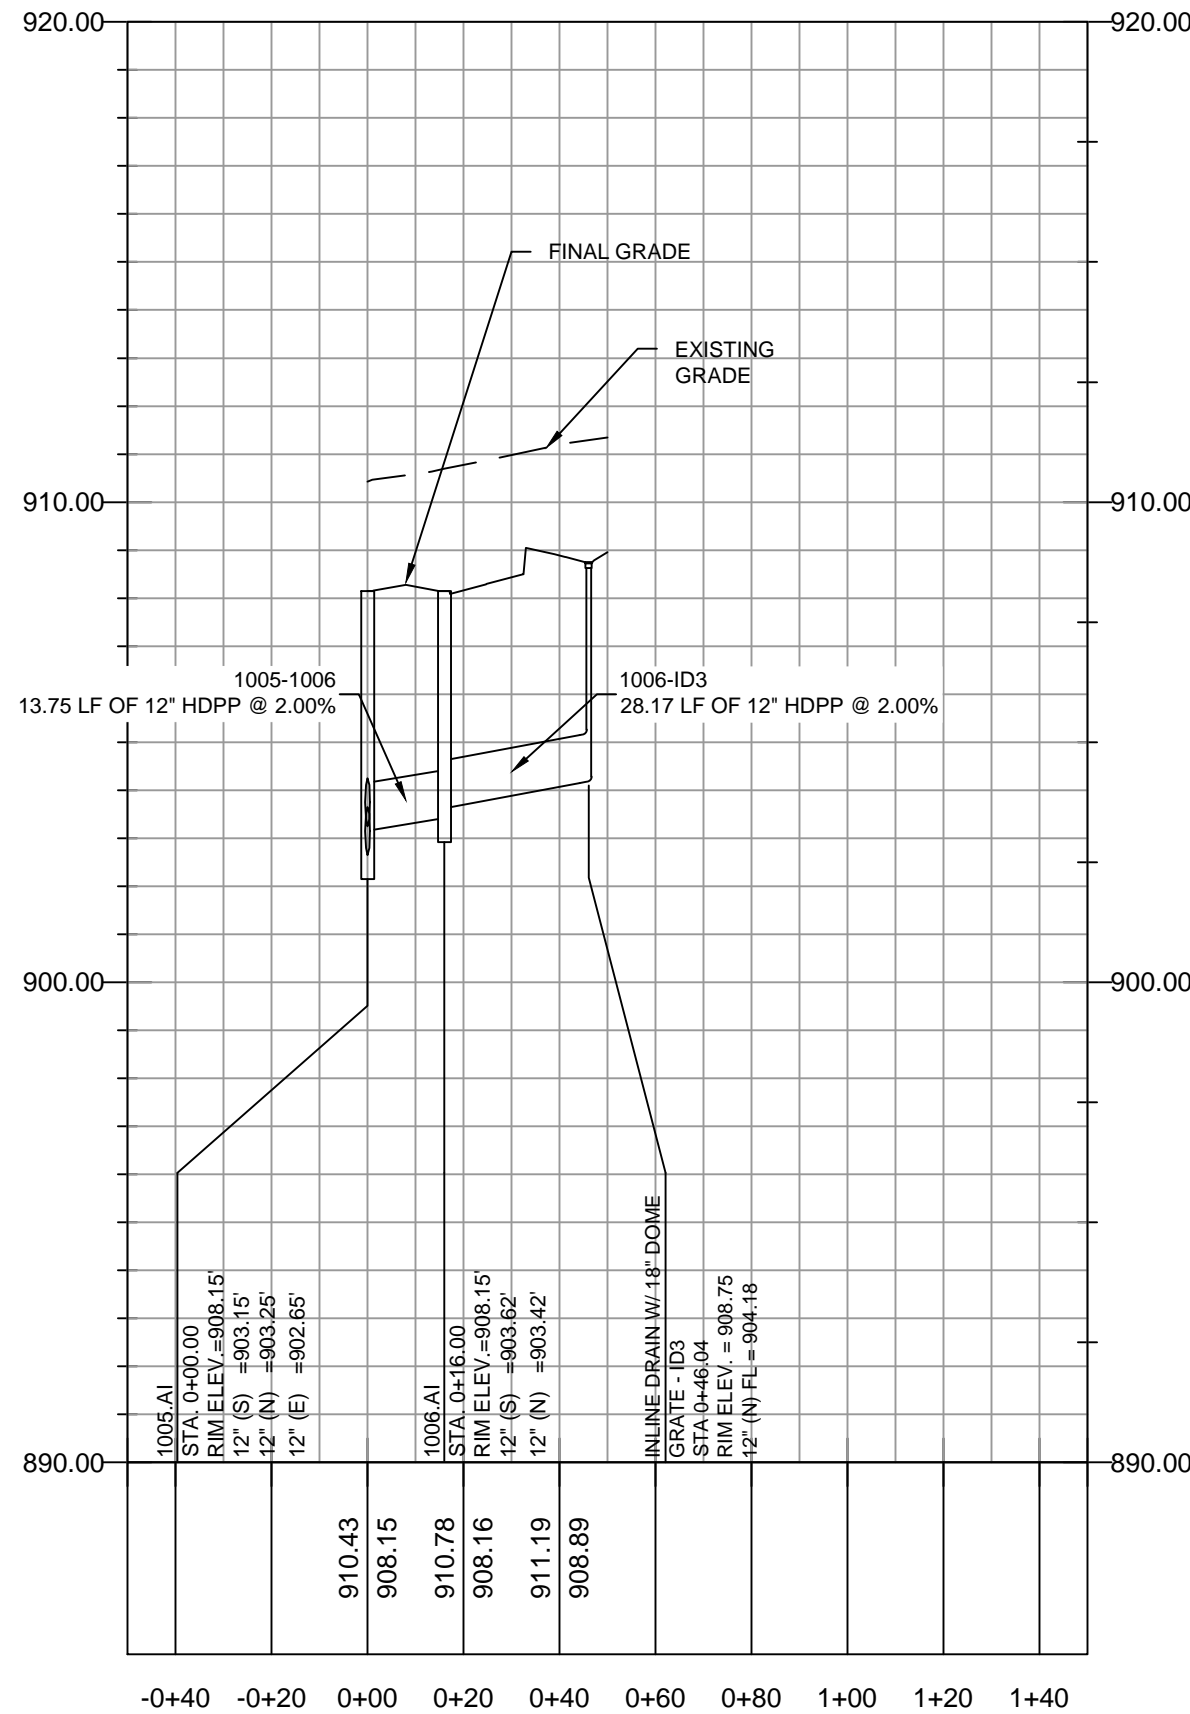 920.00
920.00
FINAL GRADE
EXISTING
GRADE
910.00
910.00
1005-1006
13.75 LF OF 12" HDPP @ 2.00%
1006-ID3
28.17 LF OF 12" HDPP @ 2.00%
900.00
900.00
1005.AI
STA. 0+00.00
RIM ELEV.=908.15'
12" (S) =903.15'
12" (N) =903.25'
12" (E) =902.65'
1006.AI
STA. 0+16.00
RIM ELEV.=908.15'
12" (S) =903.62'
12" (N) =903.42'
INLINE DRAIN W/ 18" DOME
GRATE - ID3
STA 0+46.04
RIM ELEV. = 908.75
12" (N) FL = 904.18
890.00
890.00
910.43
908.15
910.78
908.16
911.19
908.89
-0+40 -0+20 0+00 0+20 0+40 0+60 0+80 1+00 1+20 1+40